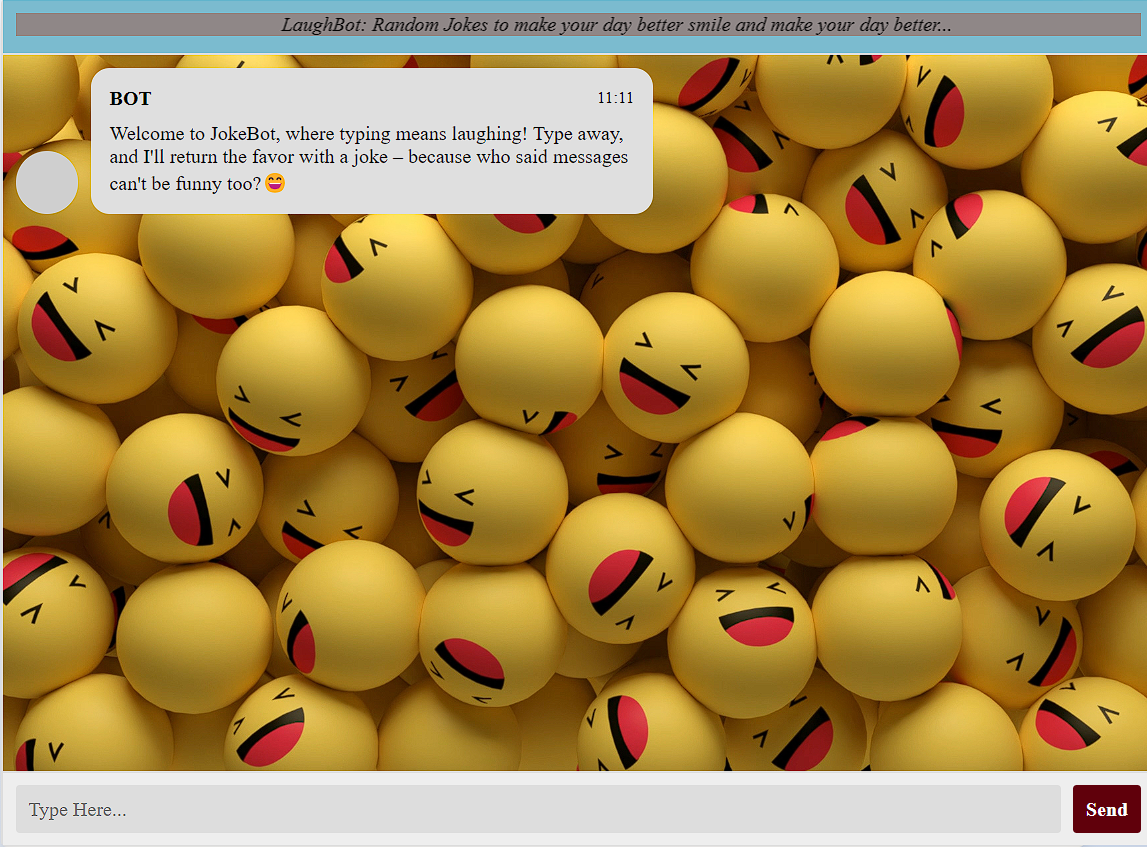 LaughBot: Random Jokes to make your day better smile and make your day better...
BOT
11:11
Welcome to JokeBot, where typing means laughing! Type away,
and I'll return the favor with a joke – because who said messages
can't be funny too?😄
Type Here...
Send